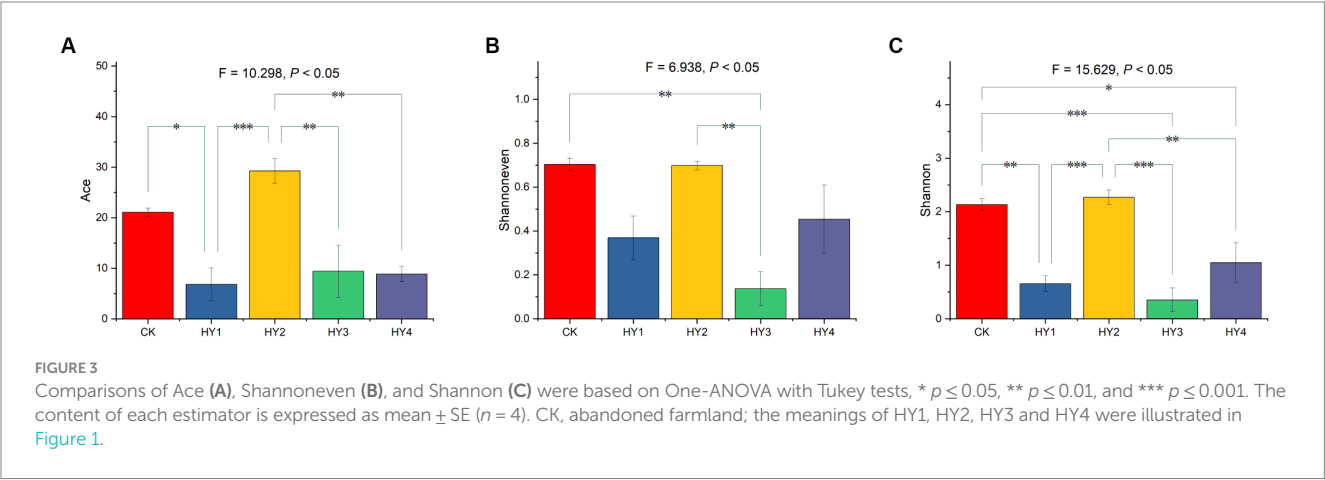 A
F = 10.298, P < 0.05
50
40
30
20
10
0
Ace
*
***
**
**
CK
HY1
HY2
HY3
HY4
B
F = 6.938, P < 0.05
1.0
0.8
0.6
0.4
0.2
0.0
Shannoneven
**
**
CK
HY1
HY2
HY3
HY4
C
F = 15.629, P < 0.05
4
3
2
1
0
Shannon
*
***
**
**
***
***
CK
HY1
HY2
HY3
HY4
FIGURE 3
Comparisons of Ace (A), Shannoneven (B), and Shannon (C) were based on One-ANOVA with Tukey tests, * p ≤ 0.05, ** p ≤ 0.01, and *** p ≤ 0.001. The
content of each estimator is expressed as mean ± SE (n = 4). CK, abandoned farmland; the meanings of HY1, HY2, HY3 and HY4 were illustrated in
Figure 1.